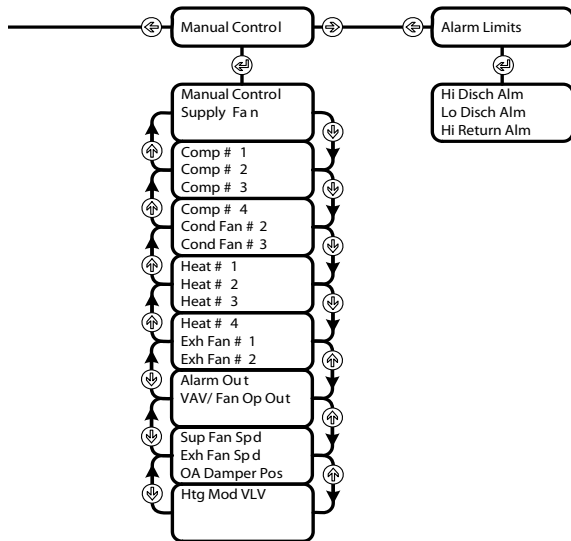 Manual Control
Alarm Limits
Manual Control
Supply Fan
Comp # 1
Comp # 2
Comp # 3
Comp # 4
Cond Fan # 2
Cond Fan # 3
Heat # 1
Heat # 2
Heat # 3
Heat # 4
Exh Fan # 1
Exh Fan # 2
Alarm Out
VAV/ Fan Op Out
Sup Fan Spd
Exh Fan Spd
OA Damper Pos
Htg Mod VLV
Hi Disch Alm
Lo Disch Alm
Hi Return Alm